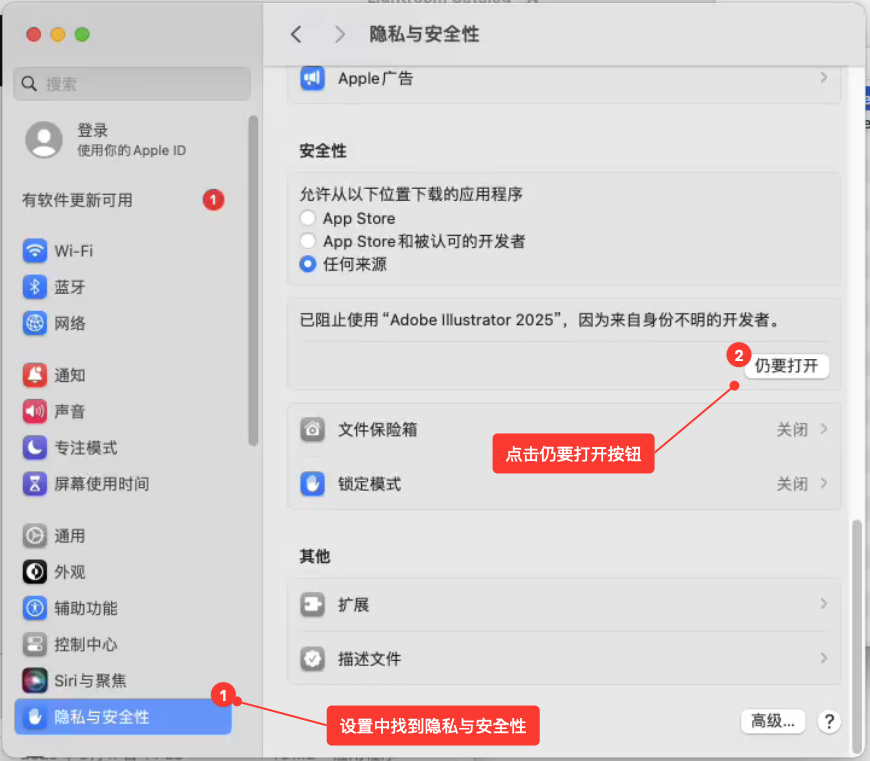 隐私与安全性
搜索
登录
使用你的Apple ID
有软件更新可用
1
Wi-Fi
蓝牙
网络
通知
声音
专注模式
屏幕使用时间
通用
外观
辅助功能
控制中心
Siri与聚焦
1
隐私与安全性
Apple广告
安全性
允许从以下位置下载的应用程序
App Store
App Store和被认可的开发者
任何来源
已阻止使用“Adobe Illustrator 2025”，因为来自身份不明的开发者。
2
仍要打开
点击仍要打开按钮
文件保险箱
关闭
锁定模式
关闭
其他
扩展
描述文件
设置中找到隐私与安全性
高级...
?